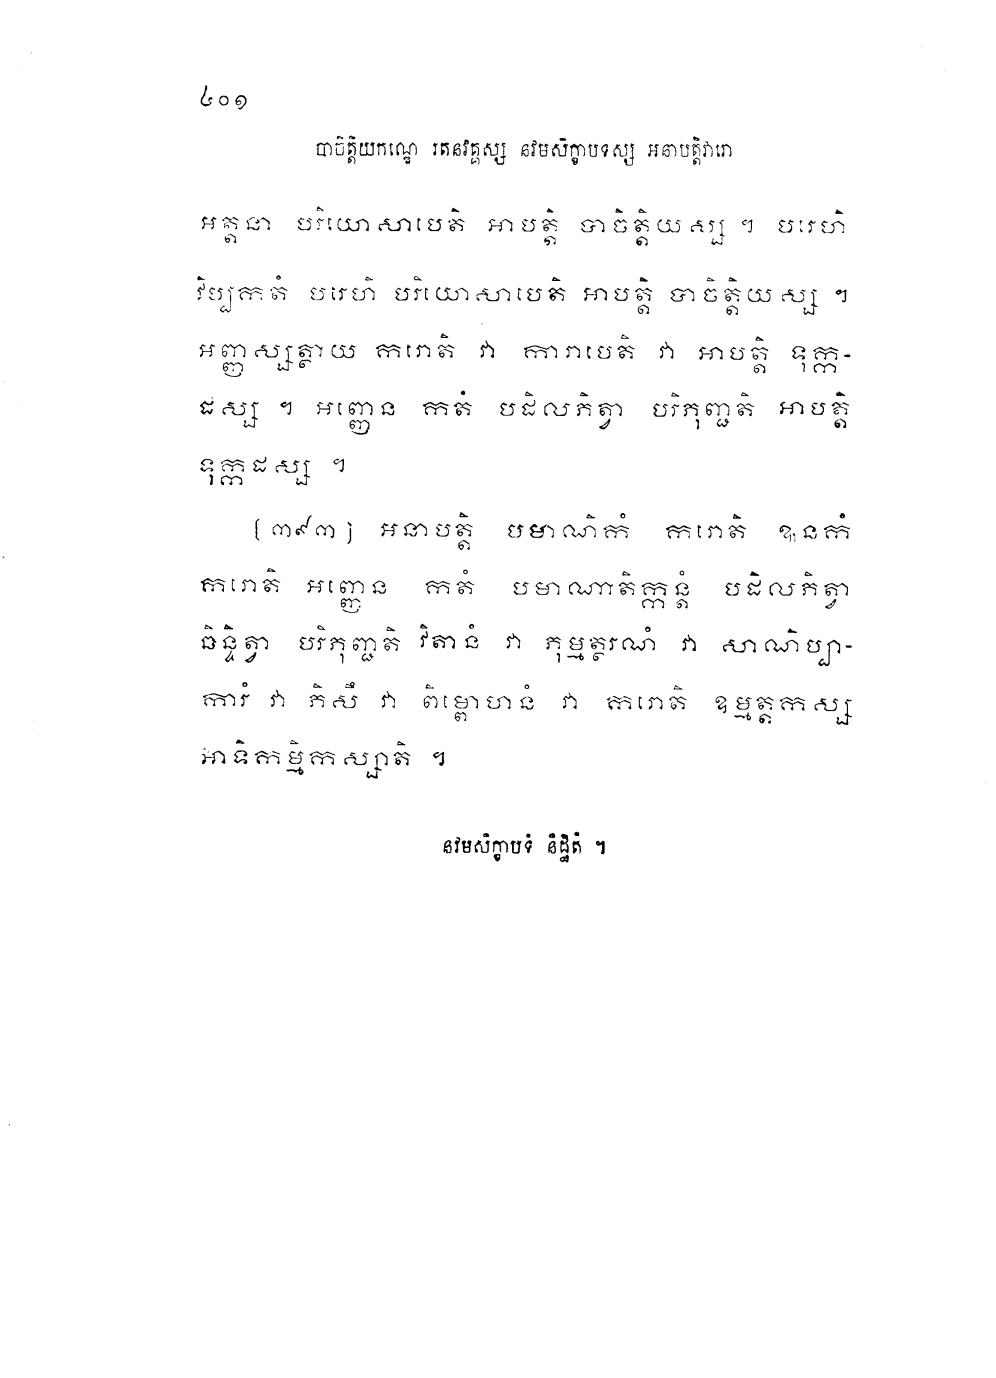 ៤០១
បាចិត្តិយកណ្ឌេ រតនវគ្គស្ស នវមសិក្ខាបទស្ស អនាបត្តិវារោ
អត្តនា បរិយោសាបេតិ អាបត្តិ បាចិត្តិយស្ស ។ បរេហិ
វិប្បកតំ បរេហិ បរិយោសាបេតិ អាបត្តិ បាចិត្តិយស្ស ។
អញ្ញស្សត្ថាយ ករោតិ វា ការាបេតិ វា អាបត្តិ ទុក្ក-
ដស្ស ។ អញ្ញេន កតំ បដិលភិត្វា បរិភុញ្ជតិ អាបត្តិ
ទុក្កដស្ស ។
(៣៩៣) អនាបត្តិ បមាណិកំ ករោតិ ឩនកំ
ករោតិ អញ្ញេន កតំ បមាណាតិក្កន្តំ បដិលភិត្វា
ឆិន្ទិត្វា បរិភុញ្ជតិ វិតានំ វា ភុម្មត្ថរណំ វា សាណិប្បា-
ការំ វា ភិសឹ វា ពិម្ពោហនំ វា ករោតិ ឧម្មត្តកស្ស
អាទិកម្មិកស្សាតិ ។
នវមសិក្ខាបទំ និដ្ឋិតំ ។